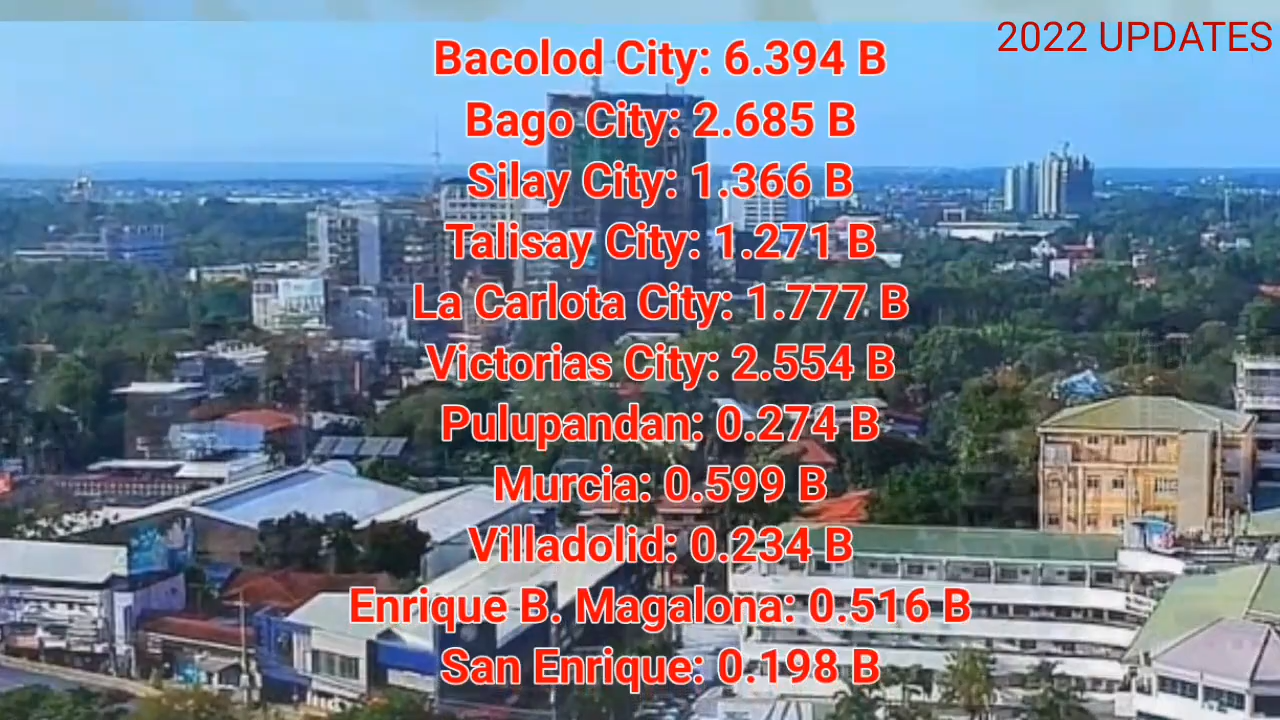 2022 UPDATES
Bacolod City: 6.394 B
Bago City: 2.685 B
Silay City: 1.366 B
Talisay City: 1.271 B
La Carlota City: 1.777 B
Victorias City: 2.554 B
Pulupandan: 0.274 B
Murcia: 0.599 B
Villadolid: 0.234 B
Enrique B. Magalona: 0.516 B
San Enrique: 0.198 B